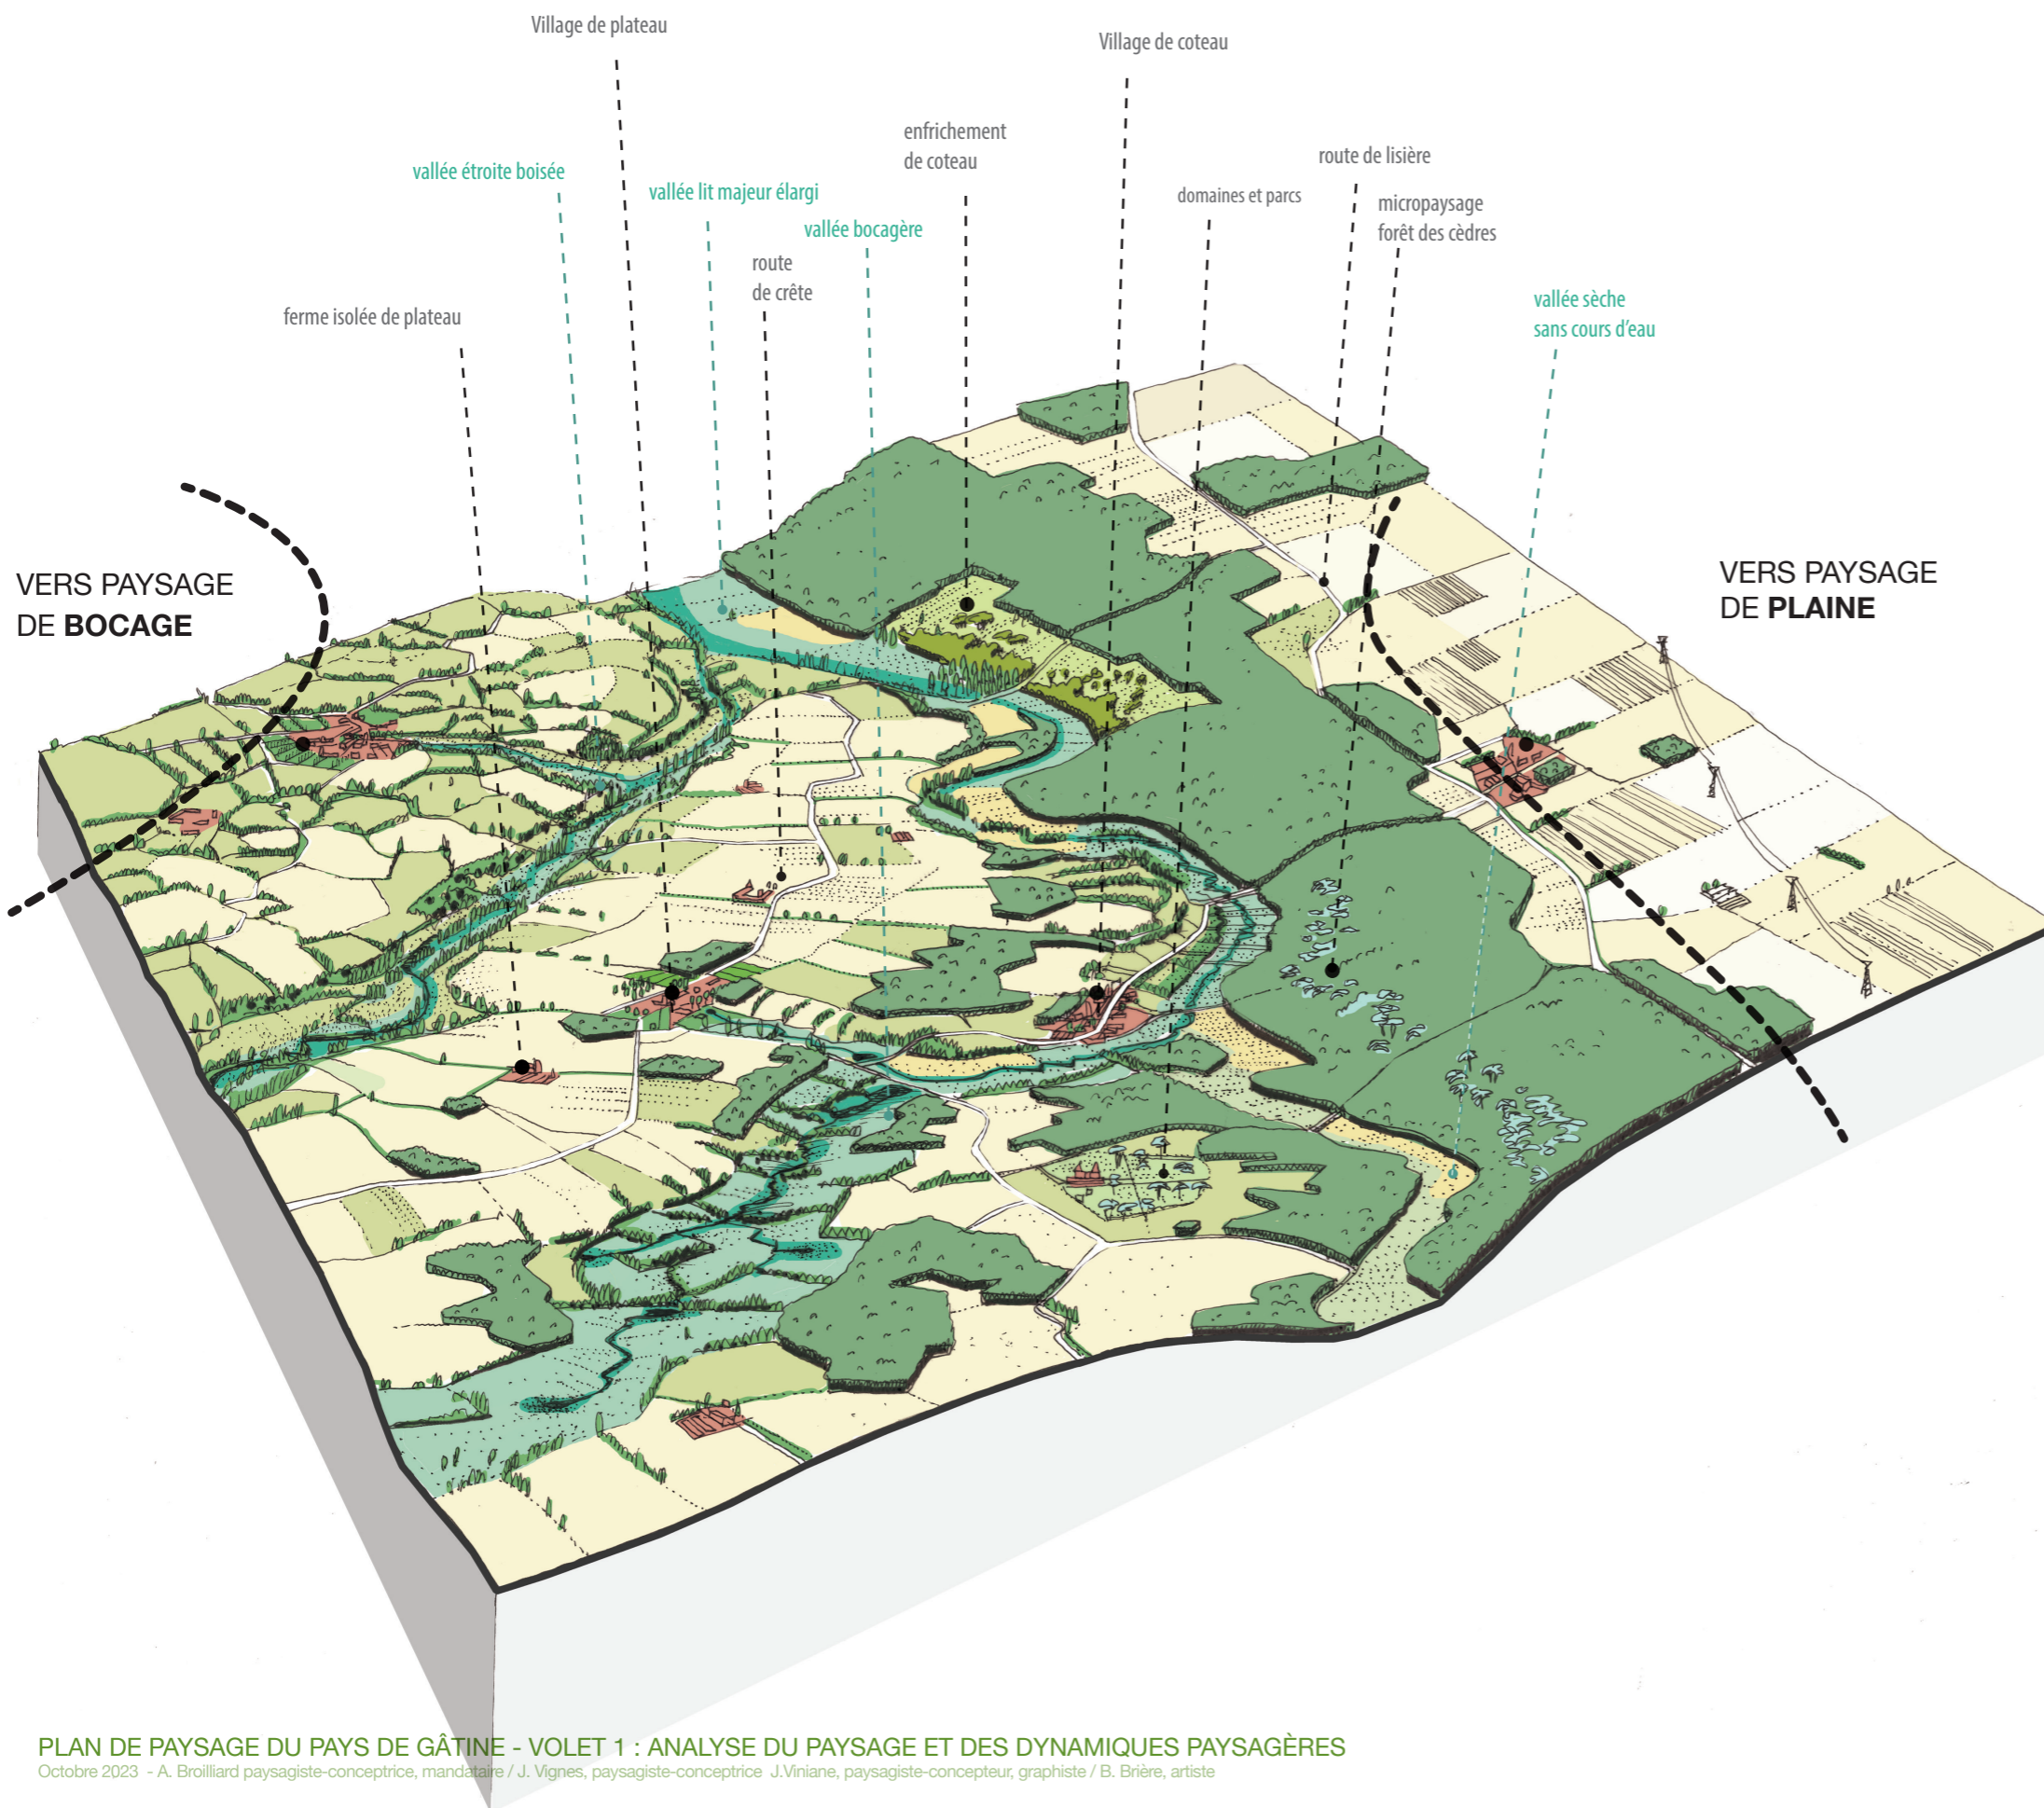 Village de plateau
Village de coteau
enfrichement
de coteau
route de lisière
vallée étroite boisée
vallée lit majeur élargi
domaines et parcs
micropaysage
forêt des cèdres
vallée bocagère
route
de crête
vallée sèche
sans cours d'eau
ferme isolée de plateau
VERS PAYSAGE
DE BOCAGE
VERS PAYSAGE
DE PLAINE
PLAN DE PAYSAGE DU PAYS DE GÂTINE - VOLET 1 : ANALYSE DU PAYSAGE ET DES DYNAMIQUES PAYSAGÈRES
Octobre 2023 - A. Broilliard paysagiste-conceptrice, mandataire / J. Vignes, paysagiste-conceptrice J.Viniane, paysagiste-concepteur, graphiste / B. Brière, artiste